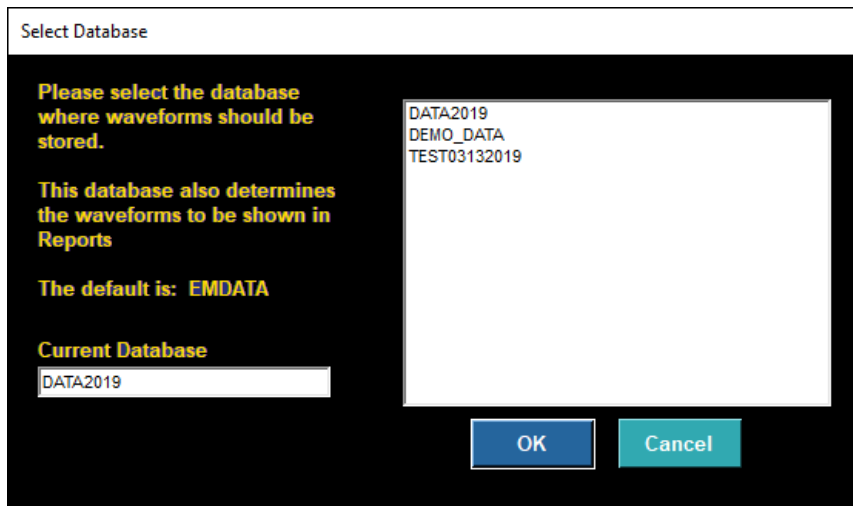 Select Database
Please select the database
where waveforms should be
stored.
This database also determines
the waveforms to be shown in
Reports
The default is: EMDATA
Current Database
DATA2019
DATA2019
DEMO_DATA
TEST03132019
OK
Cancel